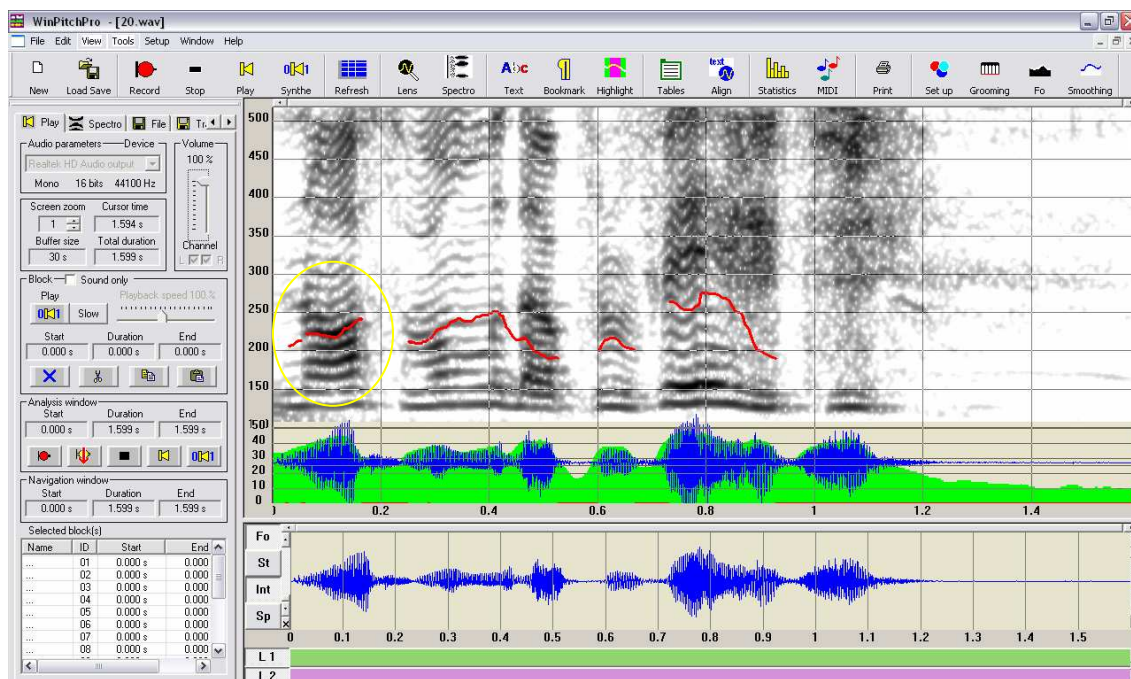 WinPitchPro - [20.wav]
File Edit View Tools Setup Window Help
New Load Save Record Stop Play Synthe Refresh Lens Spectro Text Bookmark Highlight Tables Align Statistics MIDI Print Set up Grooming Fo Smoothing
Play Spectro File Tr
Audio parameters Device Volume
Realtek HD Audio output 100 %
Mono 16 bits 44100 Hz
Screen zoom Cursor time
1 1.594 s
Buffer size Total duration
30 s 1.599 s
Channel
L R
Block Sound only
Play Playback speed 100 %
Slow
Start Duration End
0.000 s 0.000 s 0.000 s
Analysis window
Start Duration End
0.000 s 1.599 s 1.599 s
Navigation window
Start Duration End
0.000 s 1.599 s 1.599 s
Selected block(s)
Name ID Start End
... 01 0.000 s 0.000
... 02 0.000 s 0.000
... 03 0.000 s 0.000
... 04 0.000 s 0.000
... 05 0.000 s 0.000
... 06 0.000 s 0.000
... 07 0.000 s 0.000
... 08 0.000 s 0.000
500
450
400
350
300
250
200
150
50
40
30
20
10
0
0.2 0.4 0.6 0.8 1 1.2 1.4
Fo
St
Int
Sp
0 0.1 0.2 0.3 0.4 0.5 0.6 0.7 0.8 0.9 1 1.1 1.2 1.3 1.4 1.5
L 1
L 2